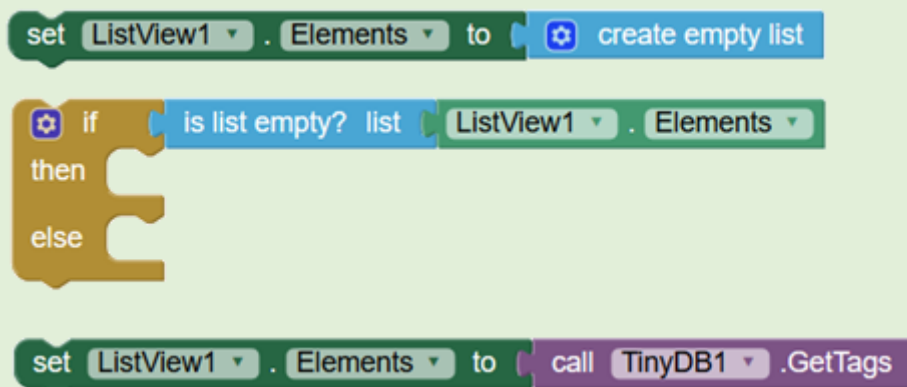 set ListView1 . Elements to create empty list
if is list empty? list ListView1 . Elements
then
else
set ListView1 . Elements to call TinyDB1 .GetTags